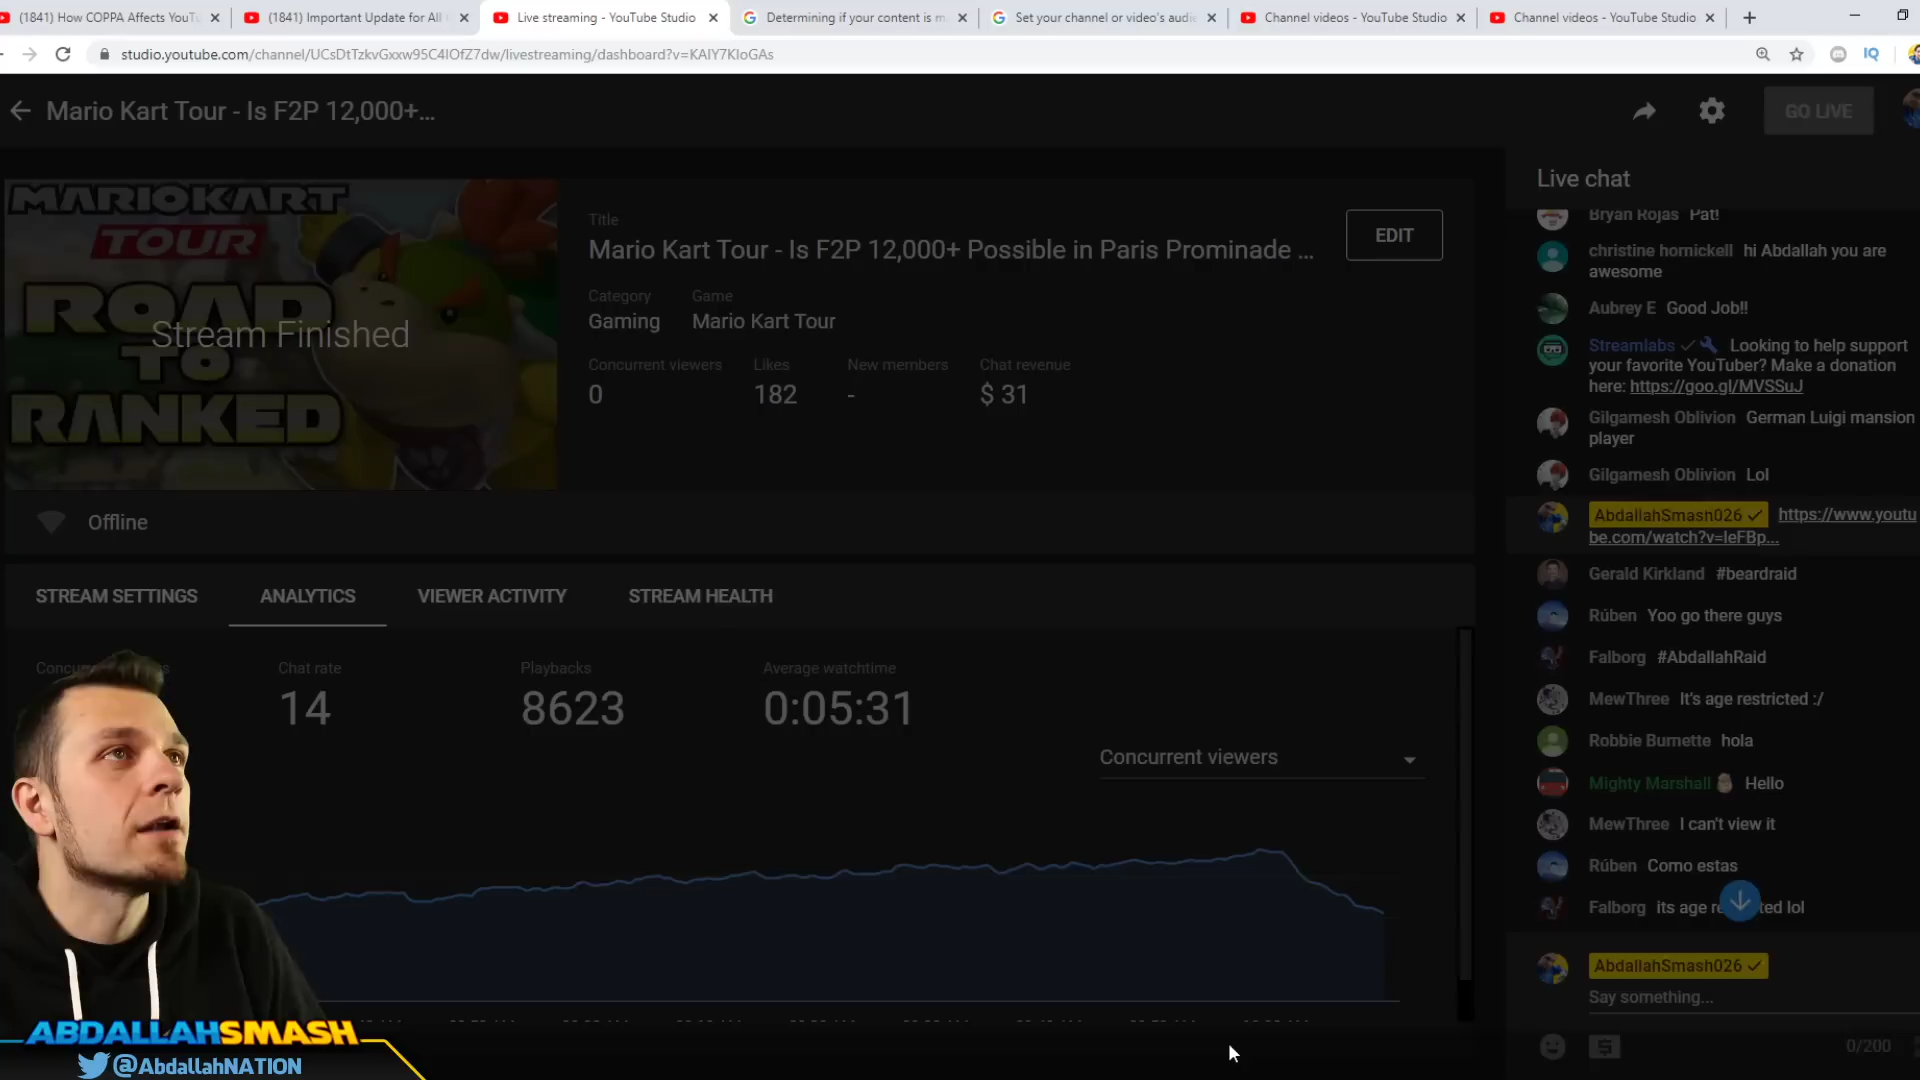 (1841) How COPPA Affects YouTu
(1841) Important Update for All
Live streaming - YouTube Studio
Determining if your content is m
Set your channel or video's audie
Channel videos - YouTube Studio
Channel videos - YouTube Studio
studio.youtube.com/channel/UCsDtTzkvGxxw95C4IOfZ7dw/livestreaming/dashboard?v=KAIY7KIoGAs
IQ
Mario Kart Tour - Is F2P 12,000+...
GO LIVE
MARIOKART
TOUR
ROAD
TO
RANKED
Stream Finished
Title
Mario Kart Tour - Is F2P 12,000+ Possible in Paris Prominade ...
EDIT
Category
Gaming
Game
Mario Kart Tour
Concurrent viewers
0
Likes
182
New members
-
Chat revenue
$ 31
Offline
STREAM SETTINGS
ANALYTICS
VIEWER ACTIVITY
STREAM HEALTH
Chat rate
14
Playbacks
8623
Average watchtime
0:05:31
Concurrent viewers
Live chat
Bryan Rojas Pat!
christine hornickell hi Abdallah you are
awesome
Aubrey E Good Job!!
Streamlabs Looking to help support
your favorite YouTuber? Make a donation
here: https://goo.gl/MVSSuJ
Gilgamesh Oblivion German Luigi mansion
player
Gilgamesh Oblivion Lol
AbdallahSmash026 https://www.youtu
be.com/watch?v=IeFBp...
Gerald Kirkland #beardraid
Rúben Yoo go there guys
Falborg #AbdallahRaid
MewThree It's age restricted :/
Robbie Burnette hola
Mighty Marshall Hello
MewThree I can't view it
Rúben Como estas
Falborg its age re ted lol
AbdallahSmash026
Say something...
0/200
ABDALLAHSMASH
@AbdallahNATION